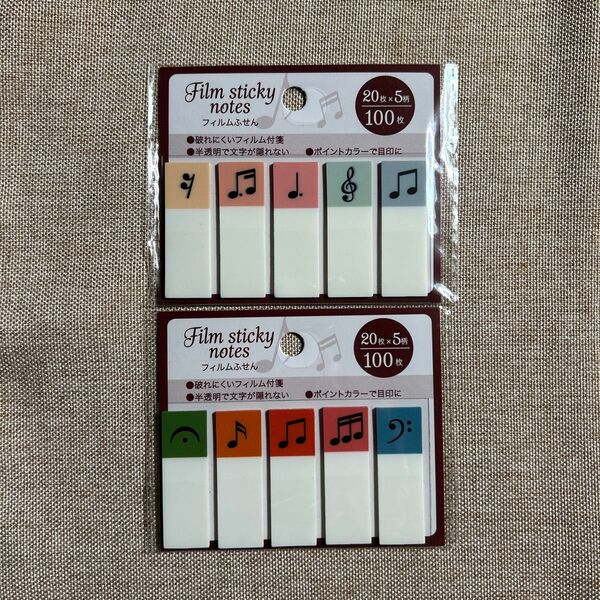 Film sticky
notes
フィルムふせん
20枚×5柄
100枚
●破れにくいフィルム付箋
●半透明で文字が隠れない ●ポイントカラーで目印に
Film sticky
notes
フィルムふせん
20枚×5柄
100枚
●破れにくいフィルム付箋
●半透明で文字が隠れない ●ポイントカラーで目印に